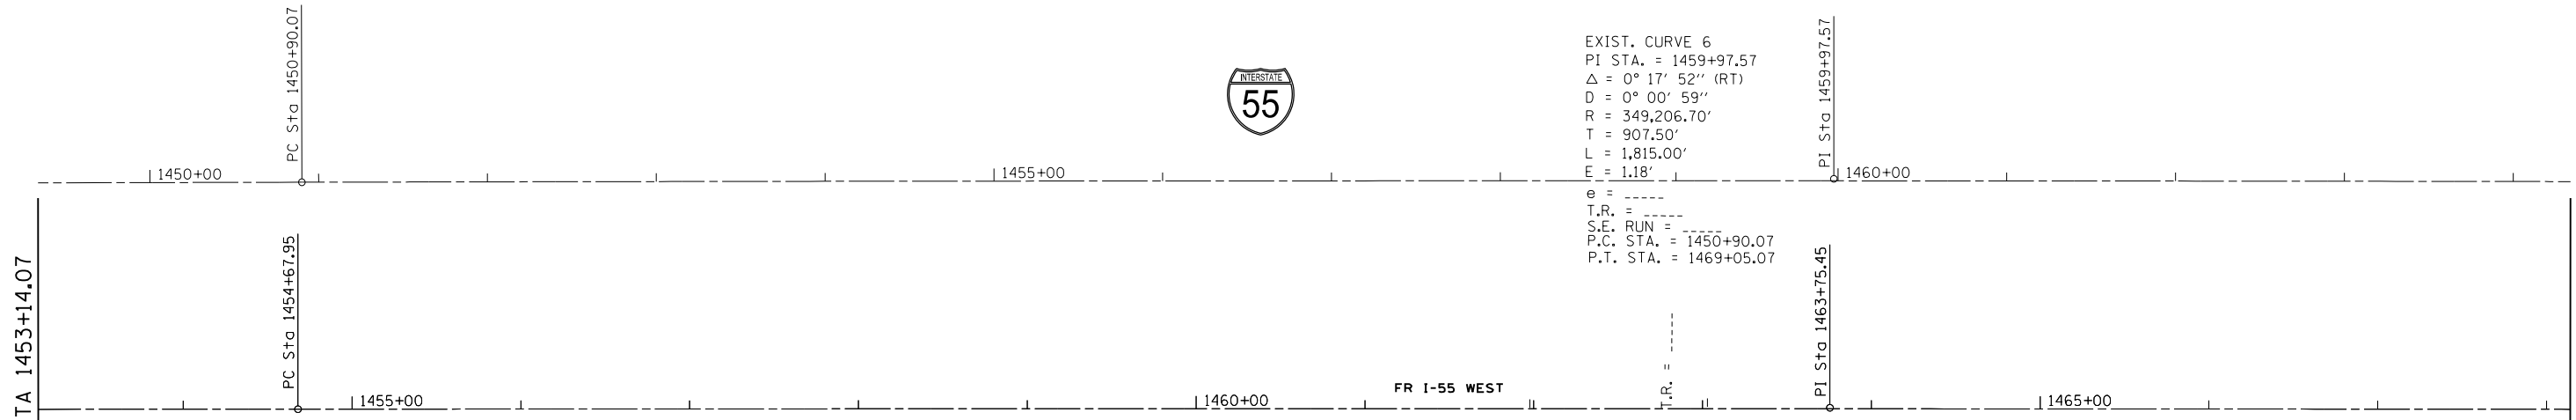 PC Sta 1450+90.07
INTERSTATE
55
EXIST. CURVE 6
PI STA. = 1459+97.57
Δ = 0° 17' 52'' (RT)
D = 0° 00' 59''
R = 349,206.70'
T = 907.50'
L = 1,815.00'
E = 1.18'
e = _____
T.R. = _____
S.E. RUN = _____
P.C. STA. = 1450+90.07
P.T. STA. = 1469+05.07
PI Sta 1459+97.57
1450+00
1455+00
1460+00
TA 1453+14.07
PC Sta 1454+67.95
T.R. = _____
PI Sta 1463+75.45
1455+00
1460+00
FR I-55 WEST
1465+00